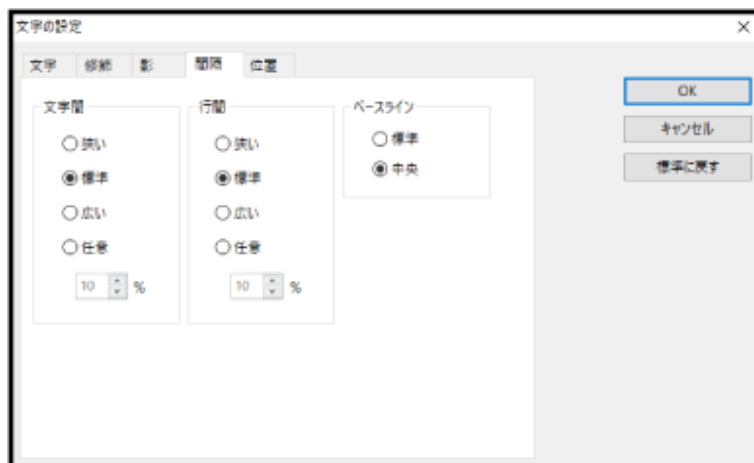 文字の設定
文字 修飾 影 間隔 位置
文字間
狭い
標準
広い
任意
10 %
行間
狭い
標準
広い
任意
10 %
ベースライン
標準
中央
OK
キャンセル
標準に戻す